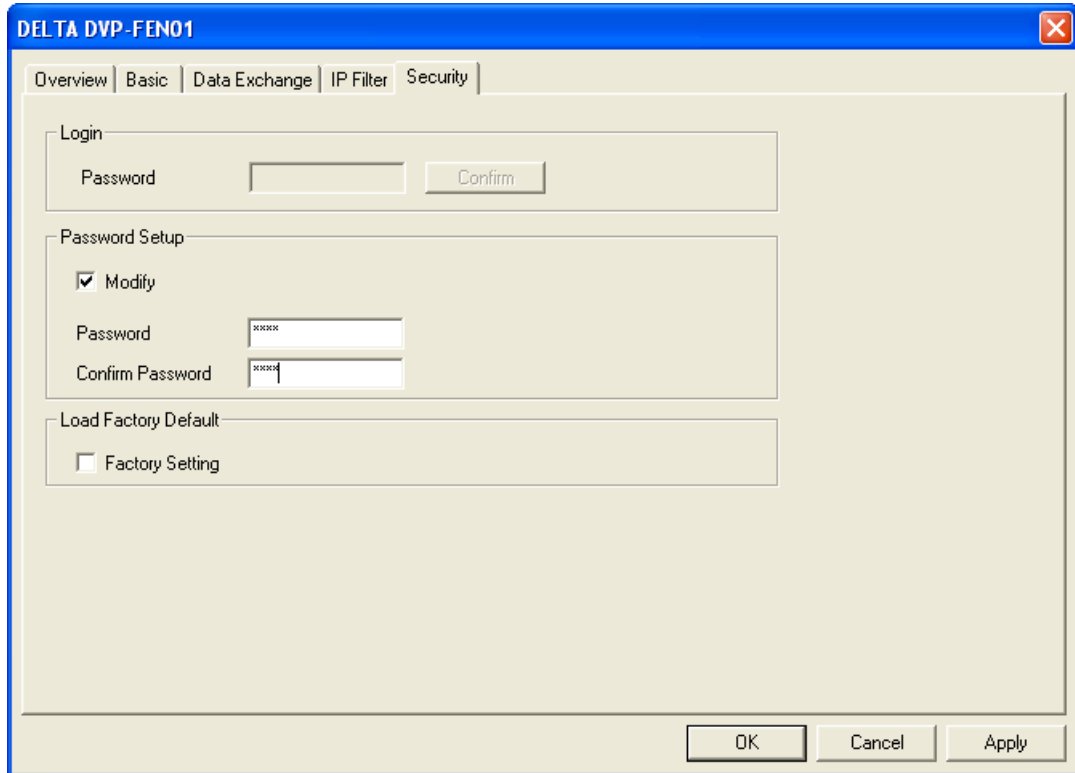 DELTA DVP-FEN01
Overview Basic Data Exchange IP Filter Security
Login
Password Confirm
Password Setup
Modify
Password ****
Confirm Password ****
Load Factory Default
Factory Setting
OK Cancel Apply